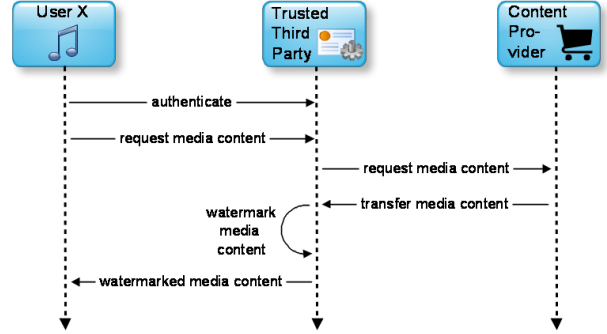 User X
Trusted
Third
Party
Content
Pro-
vider
authenticate
request media content
request media content
transfer media content
watermark
media
content
watermarked media content